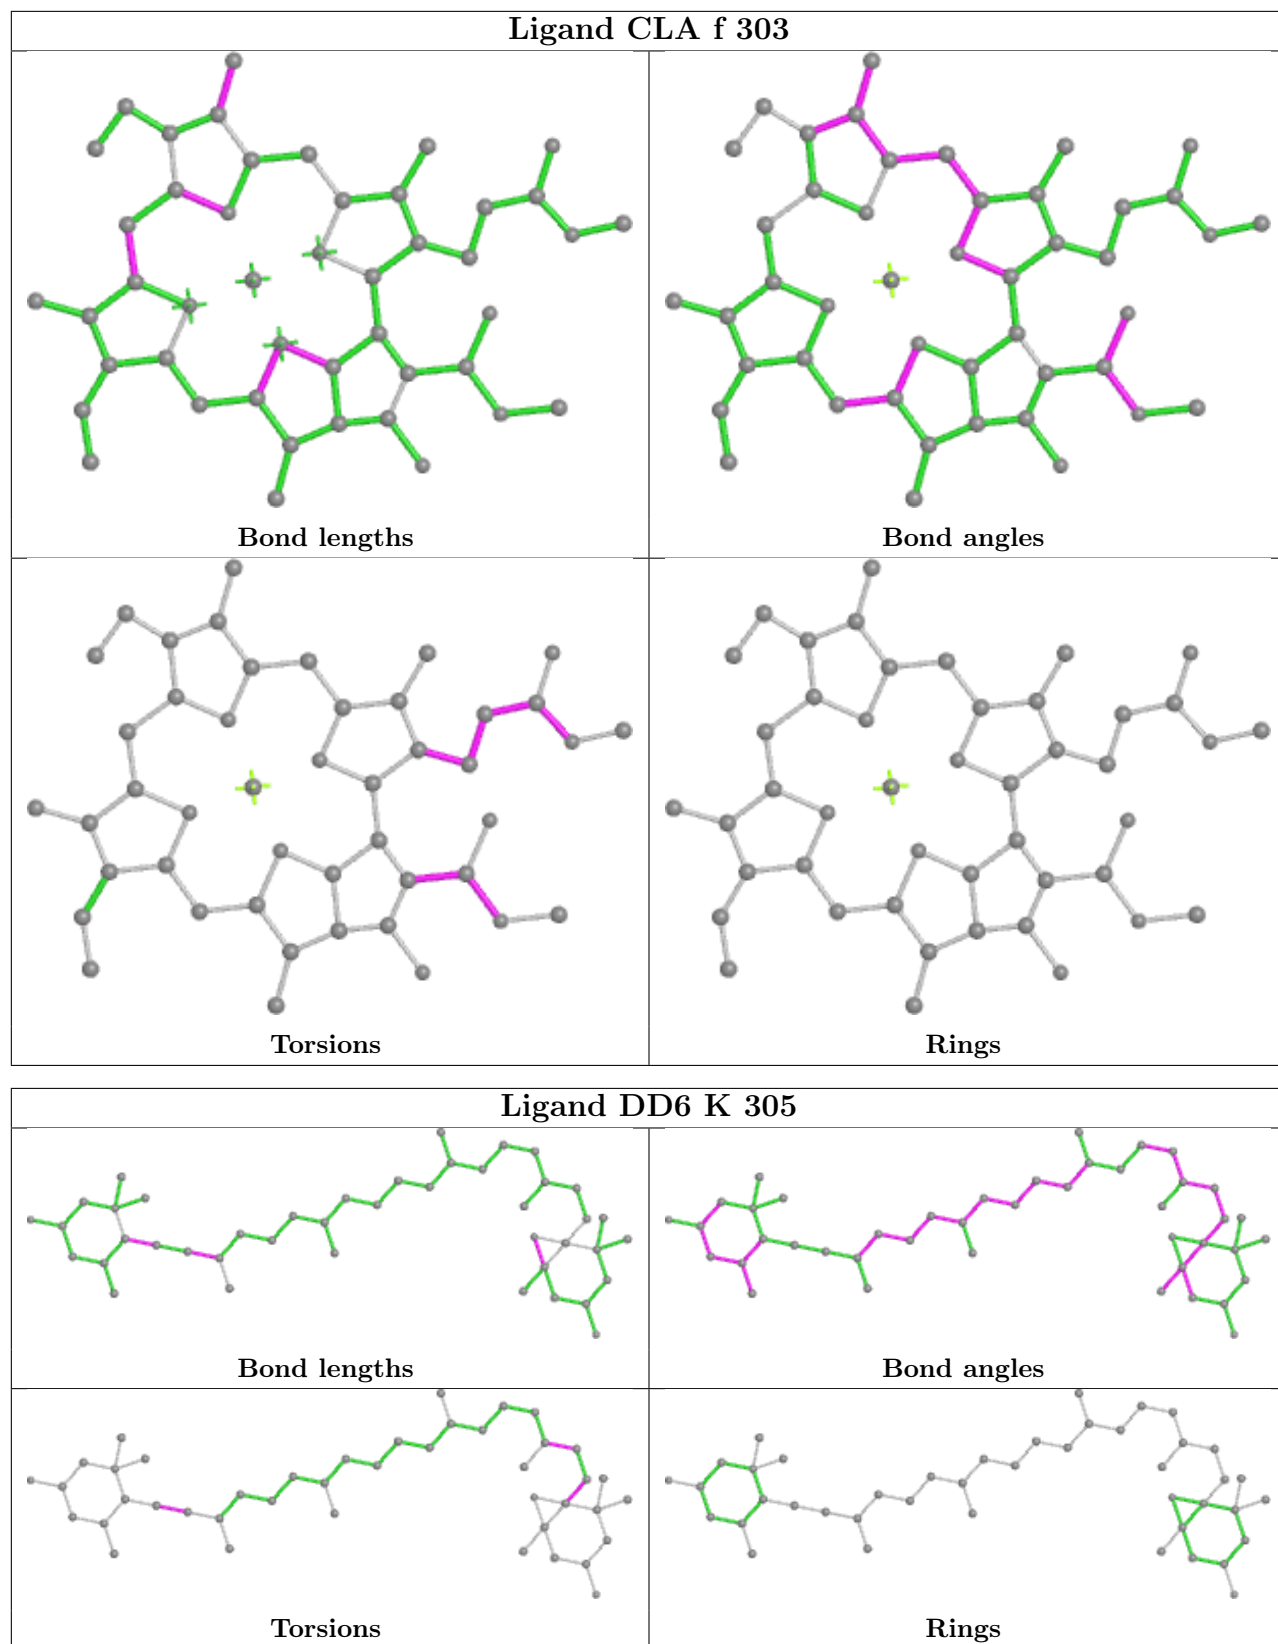 Ligand CLA f 303
Bond lengths
Bond angles
Torsions
Rings
Ligand DD6 K 305
Bond lengths
Bond angles
Torsions
Rings